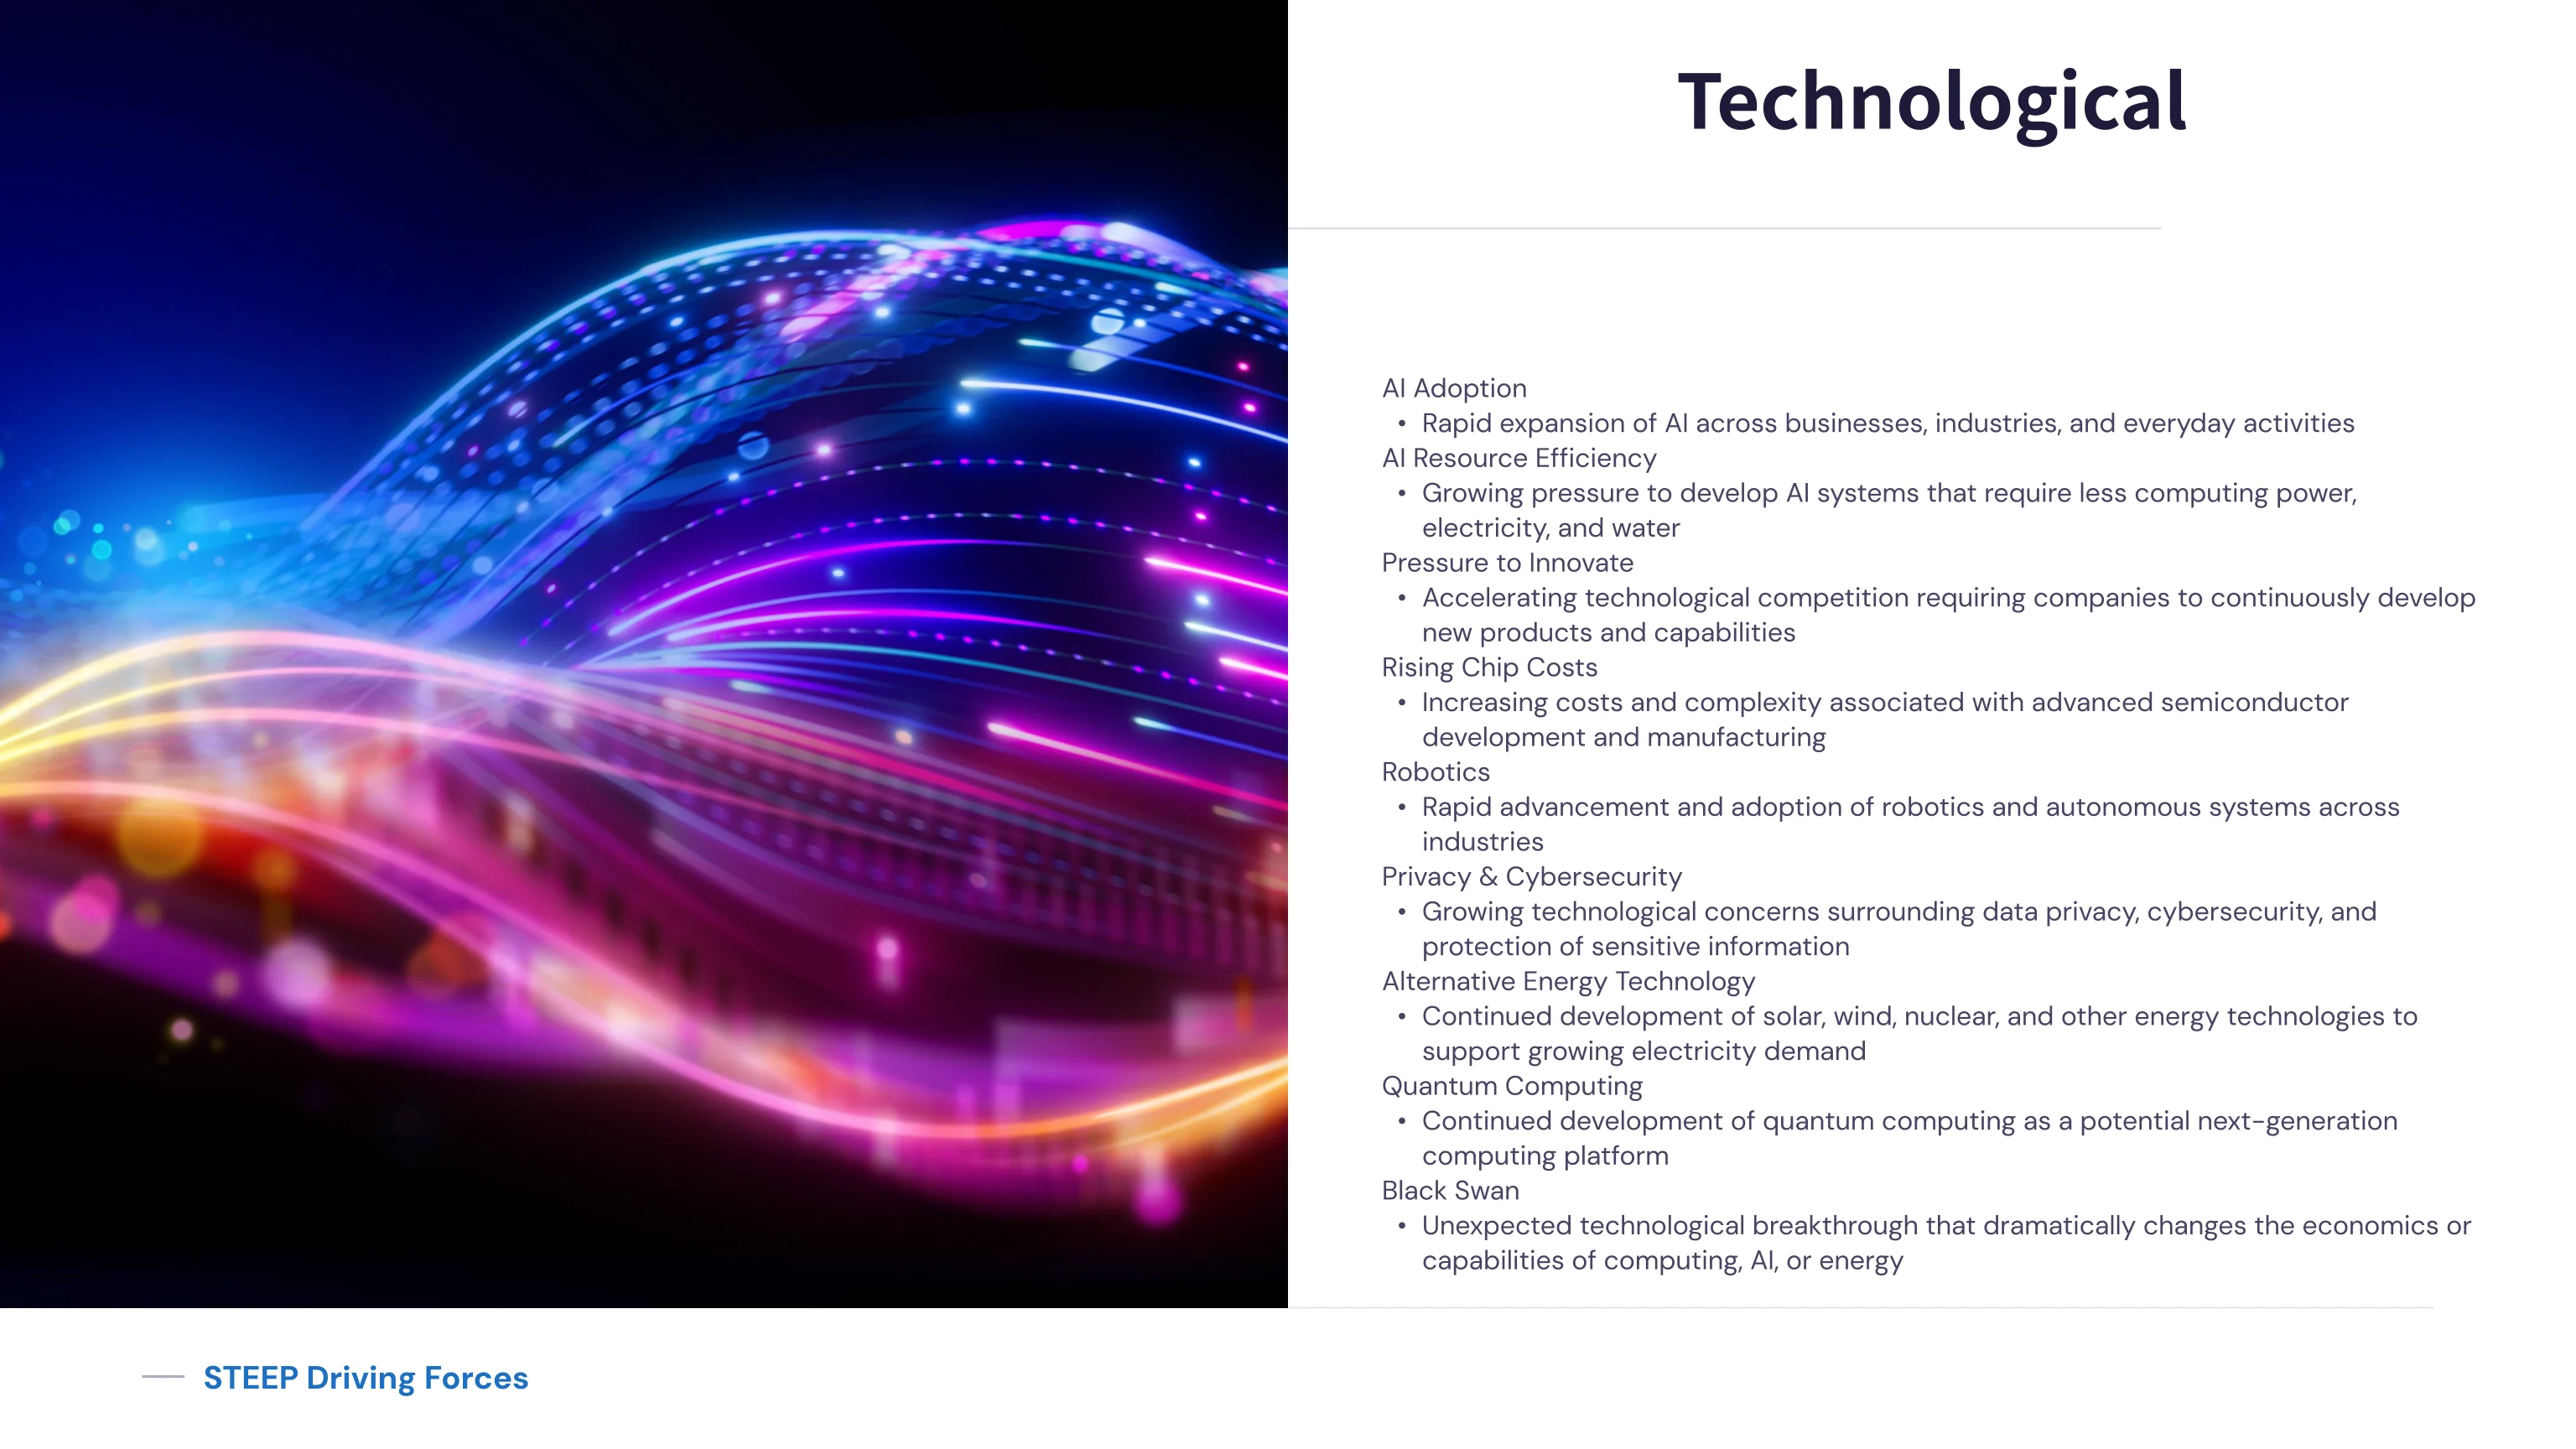 Technological
AI Adoption
• Rapid expansion of AI across businesses, industries, and everyday activities
AI Resource Efficiency
• Growing pressure to develop AI systems that require less computing power,
electricity, and water
Pressure to Innovate
• Accelerating technological competition requiring companies to continuously develop
new products and capabilities
Rising Chip Costs
• Increasing costs and complexity associated with advanced semiconductor
development and manufacturing
Robotics
• Rapid advancement and adoption of robotics and autonomous systems across
industries
Privacy & Cybersecurity
• Growing technological concerns surrounding data privacy, cybersecurity, and
protection of sensitive information
Alternative Energy Technology
• Continued development of solar, wind, nuclear, and other energy technologies to
support growing electricity demand
Quantum Computing
• Continued development of quantum computing as a potential next-generation
computing platform
Black Swan
• Unexpected technological breakthrough that dramatically changes the economics or
capabilities of computing, AI, or energy
STEEP Driving Forces